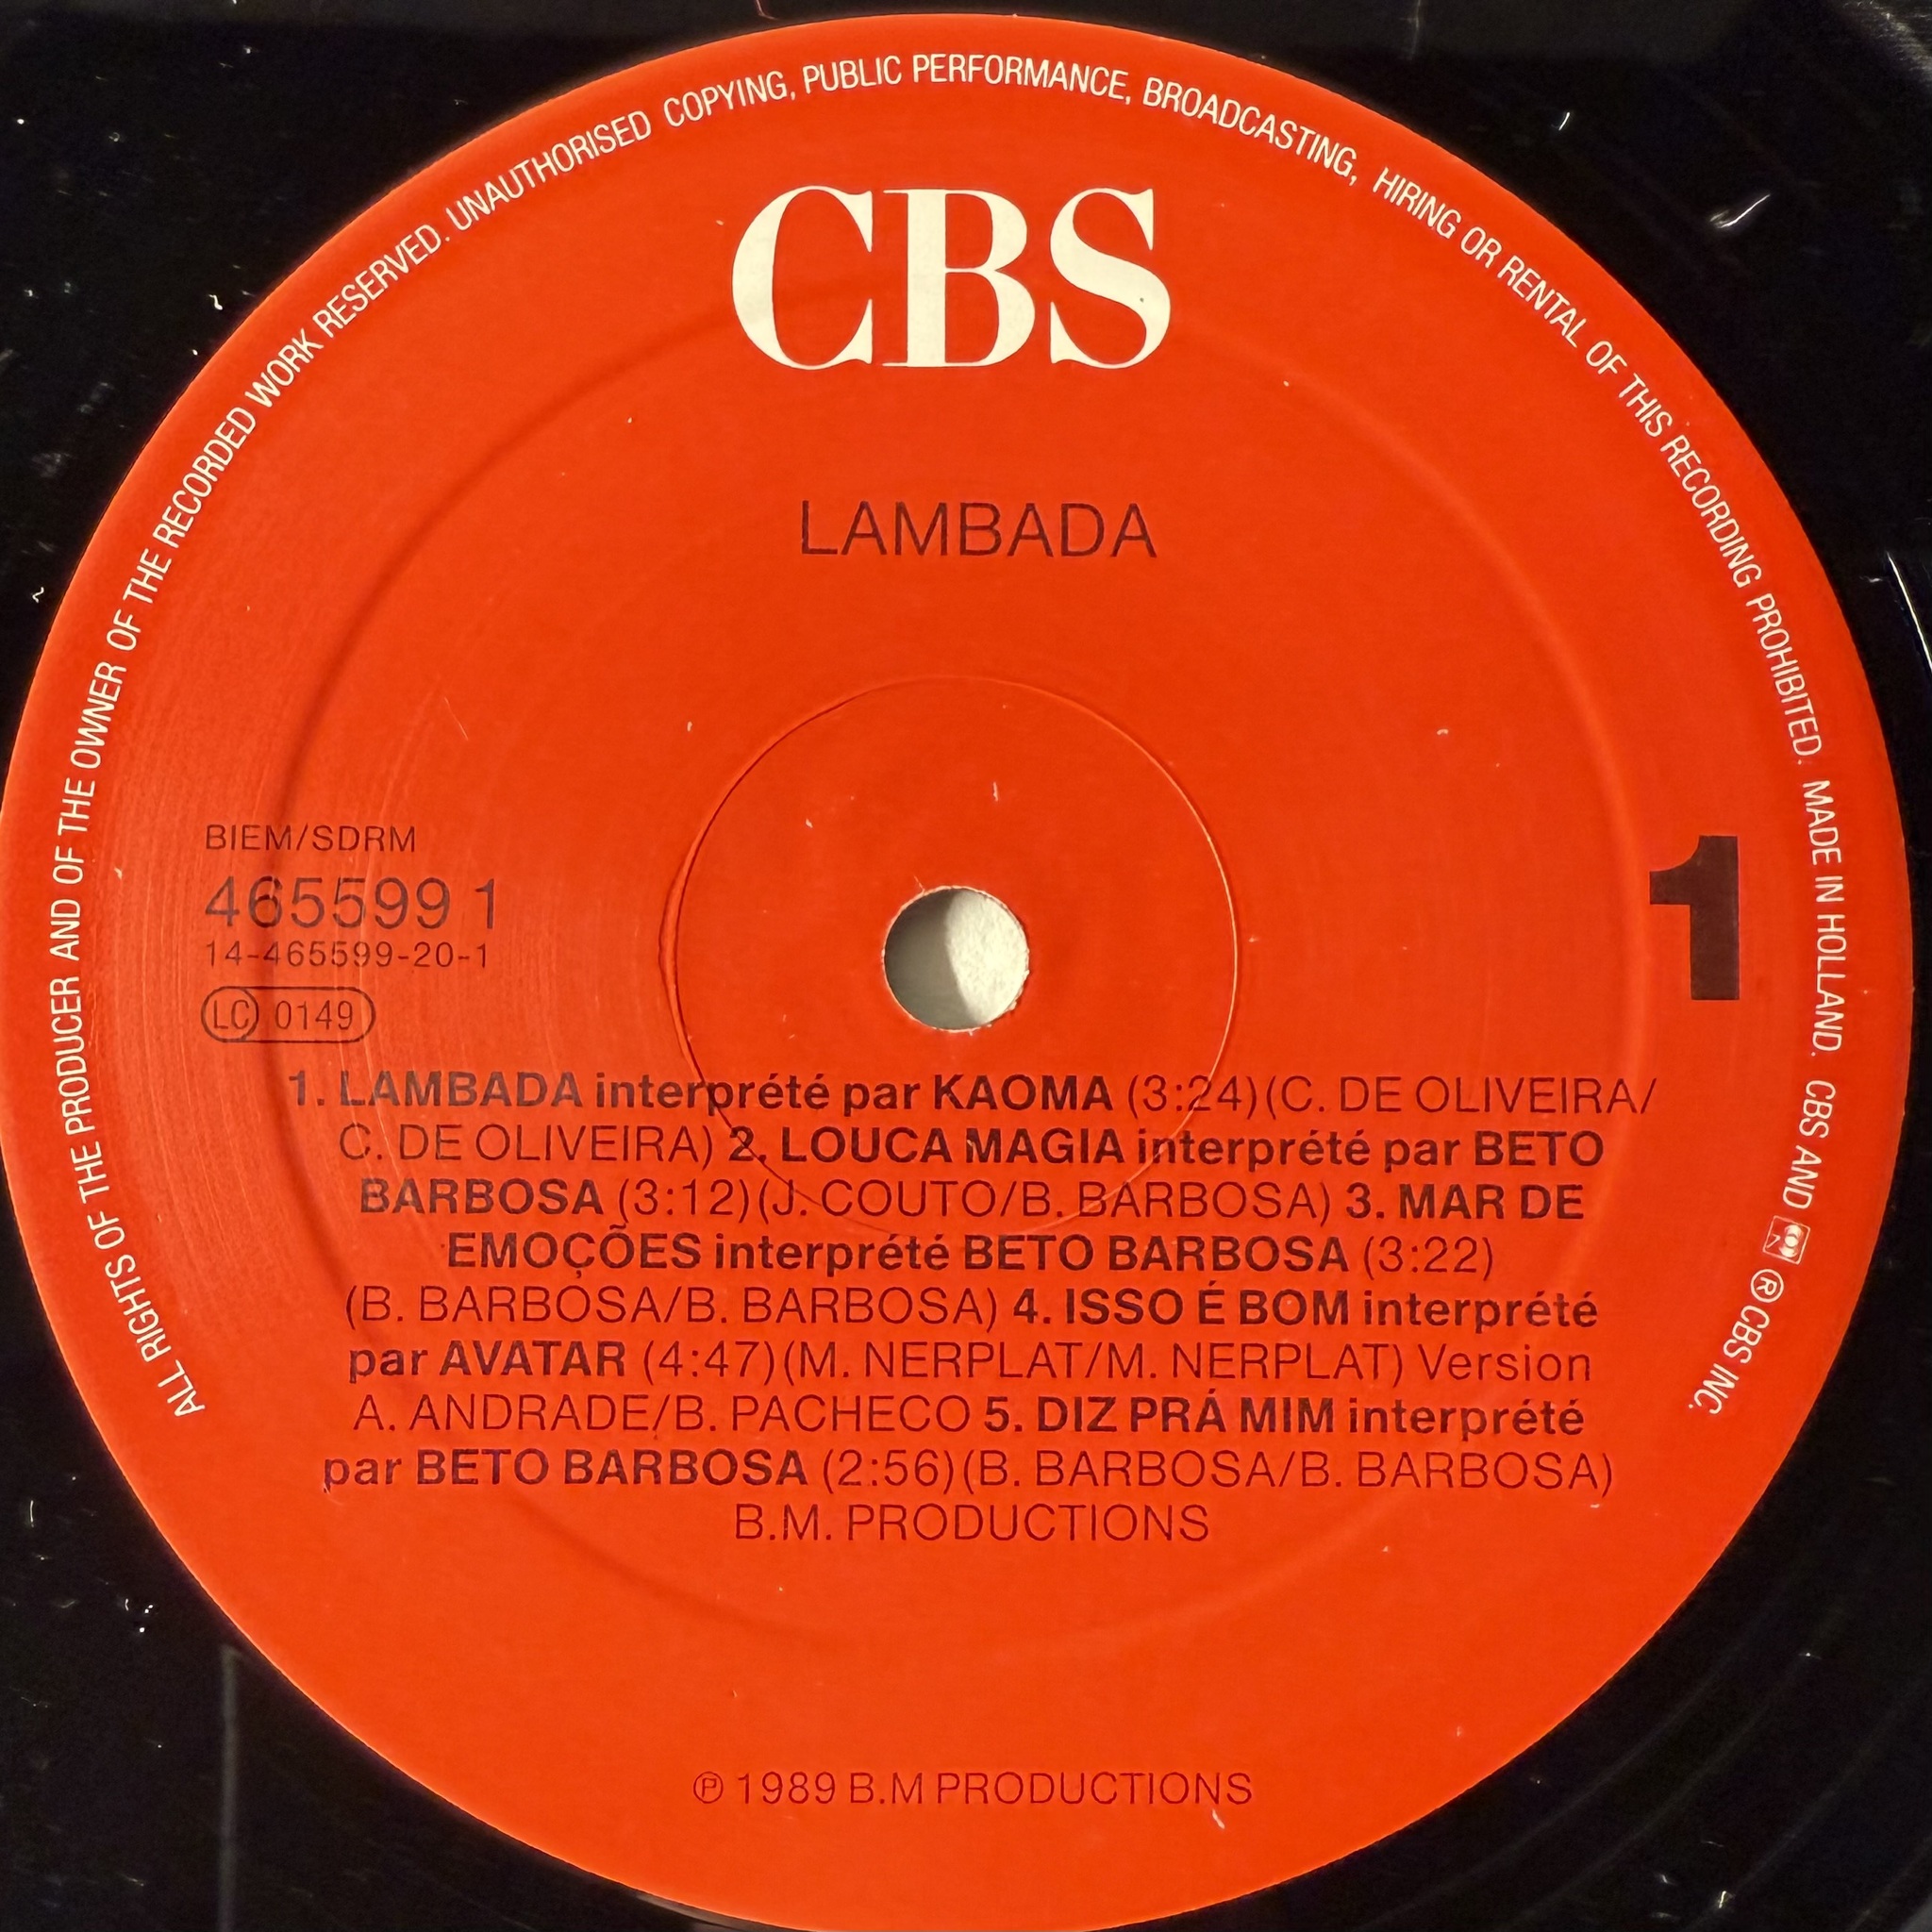 ALL RIGHTS OF THE PRODUCER AND OF THE OWNER OF THE RECORDED WORK RESERVED. UNAUTHORISED COPYING, PUBLIC PERFORMANCE, BROADCASTING, HIRING OR RENTAL OF THIS RECORDING PROHIBITED. MADE IN HOLLAND. CBS AND ® CBS INC.
CBS
LAMBADA
BIEM/SDRM
465599 1
14-465599-20-1
LC 0149
1
1. LAMBADA interprété par KAOMA (3:24)(C. DE OLIVEIRA/
C. DE OLIVEIRA) 2. LOUCA MAGIA interprété par BETO
BARBOSA (3:12)(J. COUTO/B. BARBOSA) 3. MAR DE
EMOÇÕES interprété BETO BARBOSA (3:22)
(B. BARBOSA/B. BARBOSA) 4. ISSO É BOM interprété
par AVATAR (4:47)(M. NERPLAT/M. NERPLAT) Version
A. ANDRADE/B. PACHECO 5. DIZ PRÁ MIM interprété
par BETO BARBOSA (2:56)(B. BARBOSA/B. BARBOSA)
B.M. PRODUCTIONS
℗ 1989 B.M PRODUCTIONS